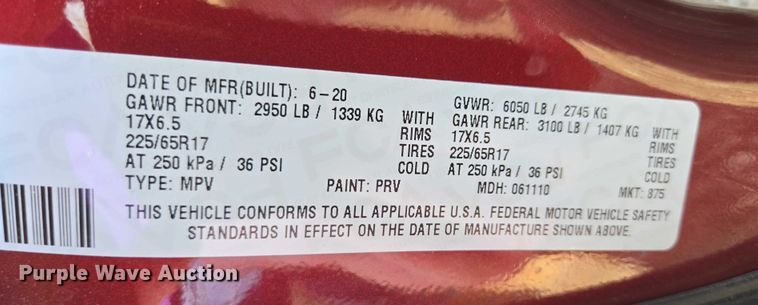 DATE OF MFR(BUILT): 6-20 GVWR: 6050 LB / 2745 KG
GAWR FRONT: 2950 LB / 1339 KG WITH GAWR REAR: 3100 LB / 1407 KG WITH
17X6.5 RIMS 17X6.5 RIMS
225/65R17 TIRES 225/65R17 TIRES
AT 250 kPa / 36 PSI COLD AT 250 kPa / 36 PSI COLD
TYPE: MPV PAINT: PRV MDH: 061110 MKT: 875
THIS VEHICLE CONFORMS TO ALL APPLICABLE U.S.A. FEDERAL MOTOR VEHICLE SAFETY
STANDARDS IN EFFECT ON THE DATE OF MANUFACTURE SHOWN ABOVE.
Purple Wave Auction